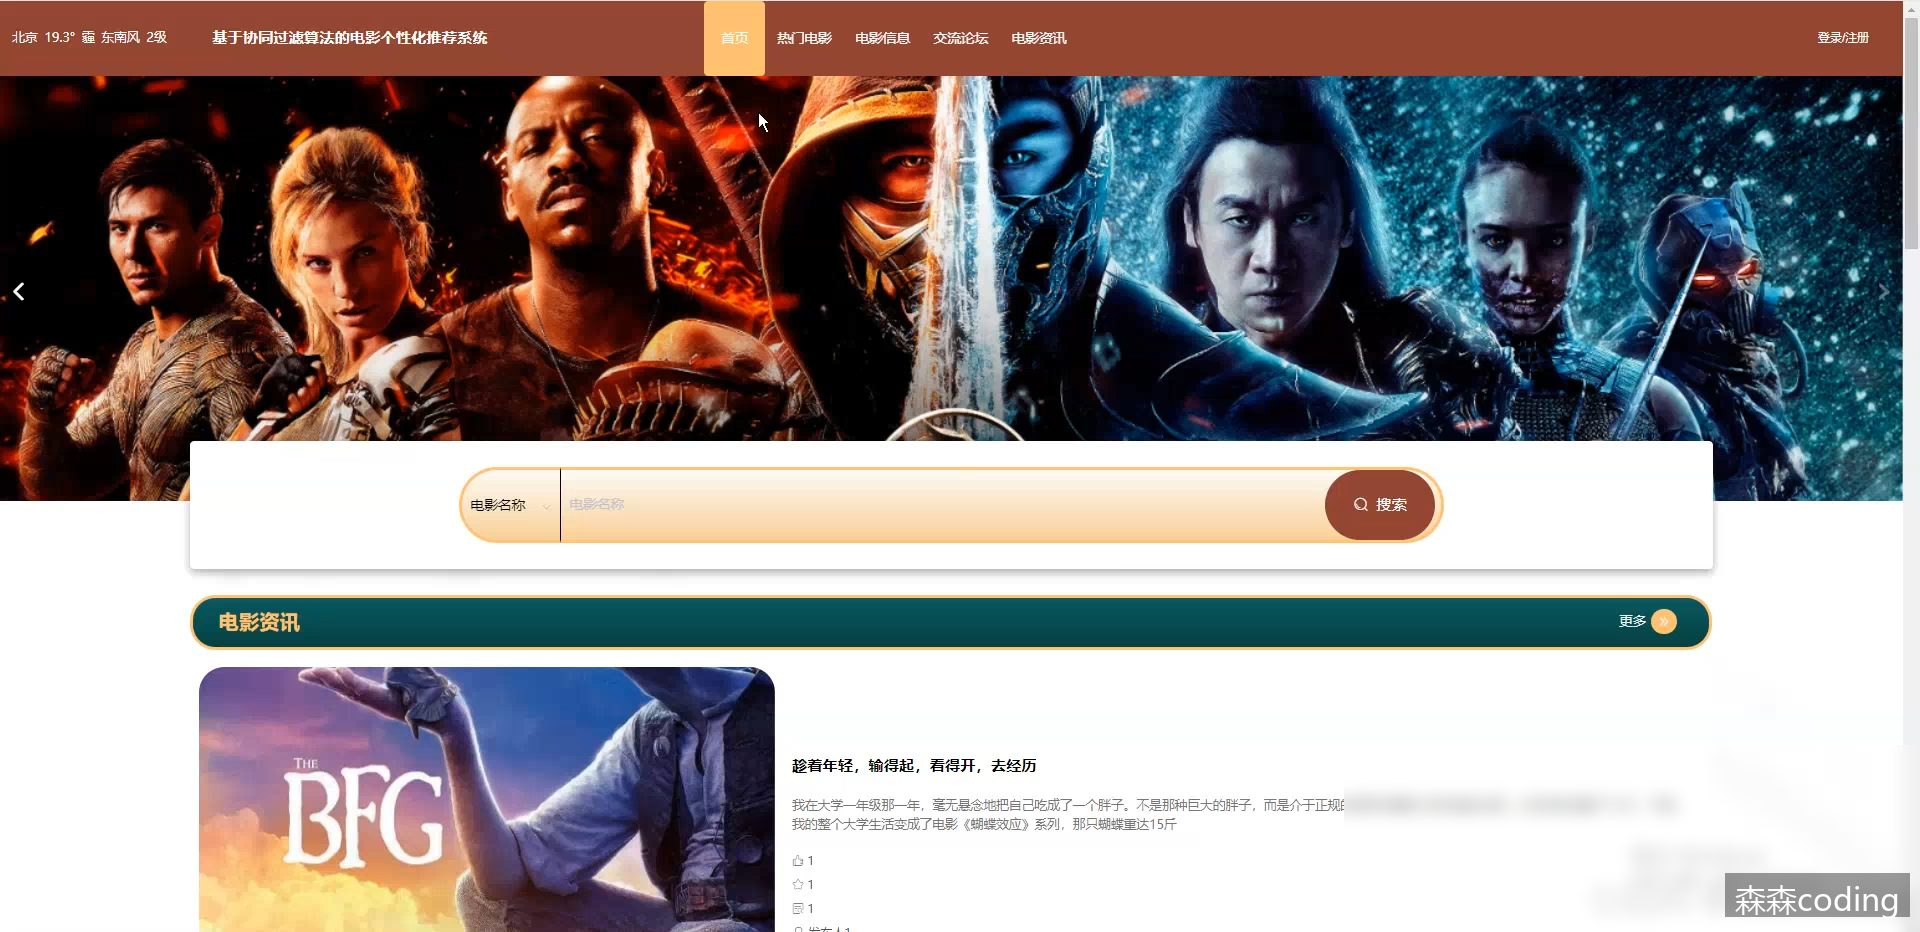 北京 19.3° 霾 东南风 2级
基于协同过滤算法的电影个性化推荐系统
首页 热门电影 电影信息 交流论坛 电影资讯
登录/注册
电影名称
电影名称
搜索
电影资讯
更多
THE
BFG
趁着年轻，输得起，看得开，去经历
我在大学一年级那一年，毫无悬念地把自己吃成了一个胖子。不是那种巨大的胖子，而是介于正规
我的整个大学生活变成了电影《蝴蝶效应》系列，那只蝴蝶重达15斤
1
1
1
发布人1
森森coding